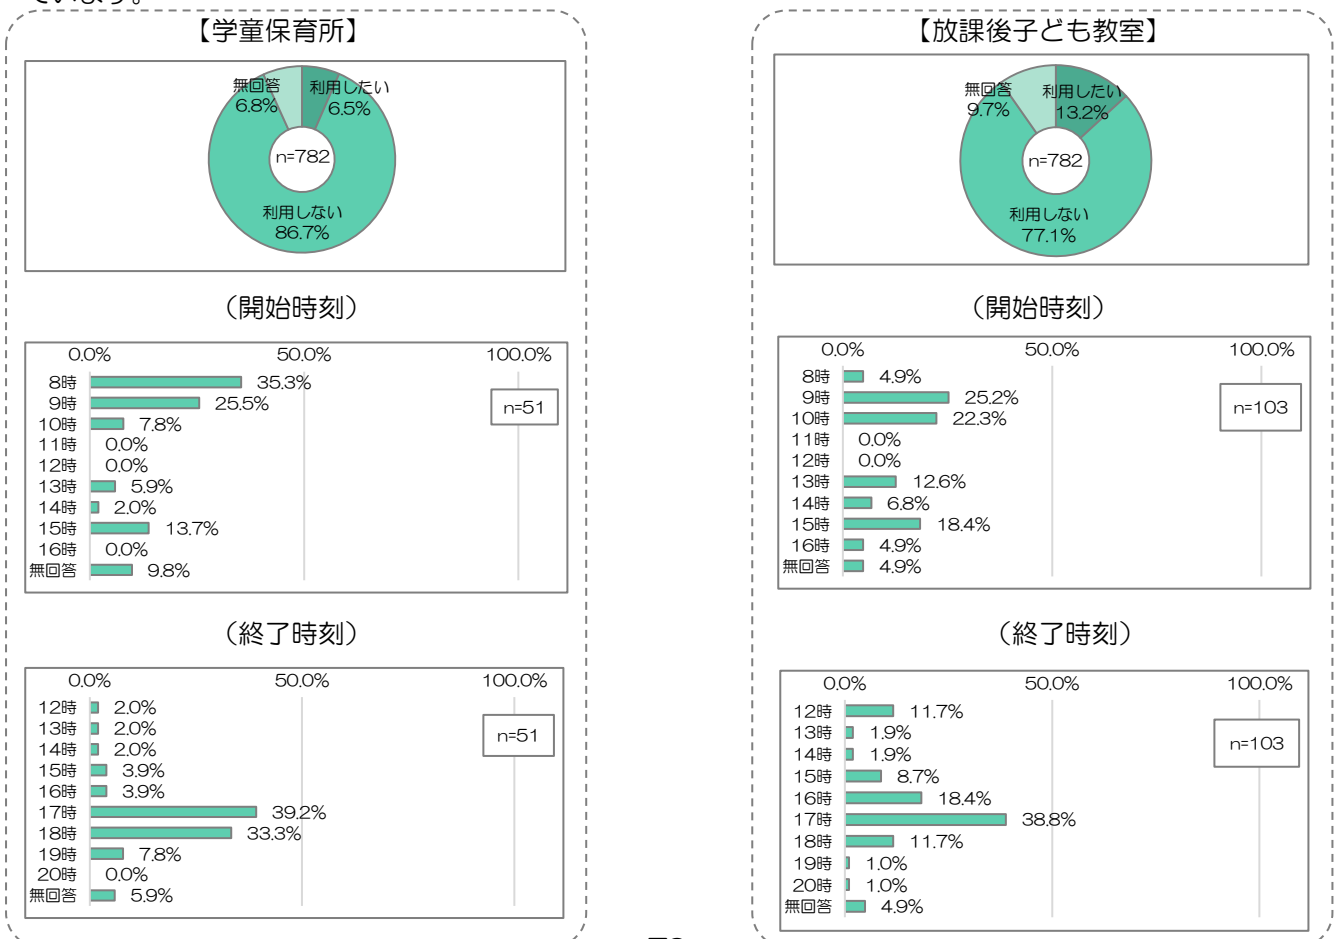 ています。
【学童保育所】
無回答
6.8%
利用したい
6.5%
n=782
利用しない
86.7%
（開始時刻）
0.0% 50.0% 100.0%
8時 35.3%
9時 25.5%
n=51
10時 7.8%
11時 0.0%
12時 0.0%
13時 5.9%
14時 2.0%
15時 13.7%
16時 0.0%
無回答 9.8%
（終了時刻）
0.0% 50.0% 100.0%
12時 2.0%
13時 2.0%
n=51
14時 2.0%
15時 3.9%
16時 3.9%
17時 39.2%
18時 33.3%
19時 7.8%
20時 0.0%
無回答 5.9%
【放課後子ども教室】
無回答
9.7%
利用したい
13.2%
n=782
利用しない
77.1%
（開始時刻）
0.0% 50.0% 100.0%
8時 4.9%
9時 25.2%
n=103
10時 22.3%
11時 0.0%
12時 0.0%
13時 12.6%
14時 6.8%
15時 18.4%
16時 4.9%
無回答 4.9%
（終了時刻）
0.0% 50.0% 100.0%
12時 11.7%
13時 1.9%
n=103
14時 1.9%
15時 8.7%
16時 18.4%
17時 38.8%
18時 11.7%
19時 1.0%
20時 1.0%
無回答 4.9%